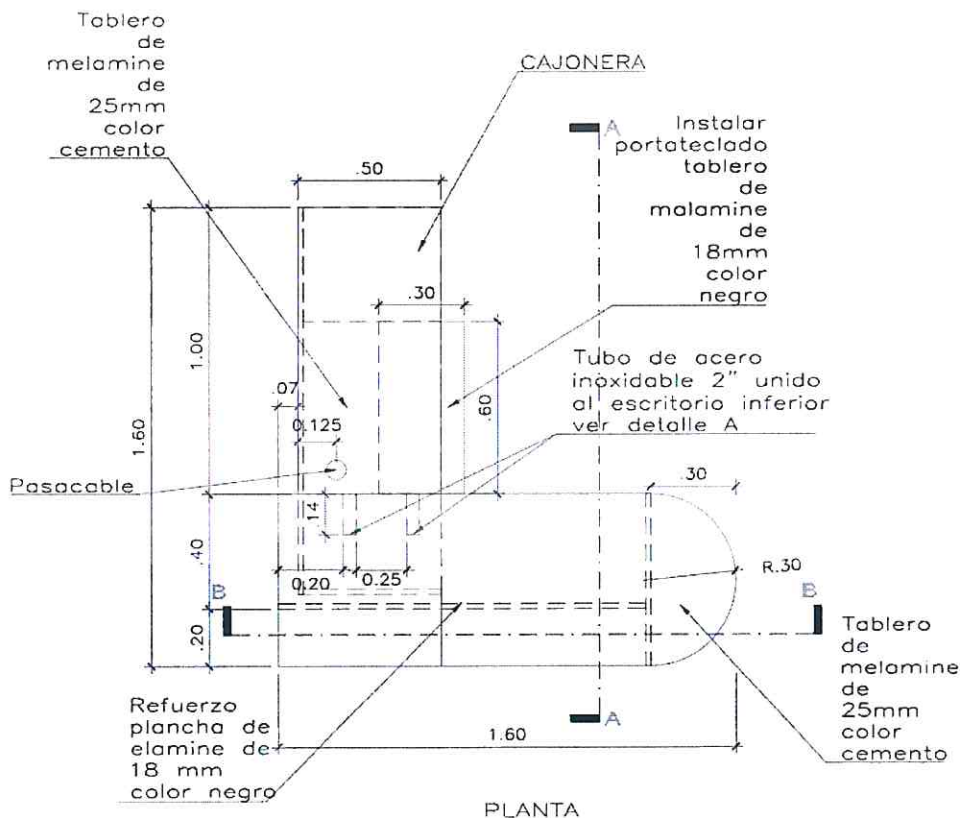 Tablero
de
melamine
de
25mm
color
cemento
CAJONERA
A
Instalar
portateclado
tablero
de
malamine
de
18mm
color
negro
.50
.30
1.00
1.60
.07
0.125
.60
Tubo de acero
inoxidable 2" unido
al escritorio inferior
ver detalle A
Pasacable
.14
.30
.40
0.20
0.25
R.30
B
B
.20
Tablero
de
melamine
de
25mm
color
cemento
Refuerzo
plancha de
elamine de
18 mm
color negro
A
1.60
PLANTA